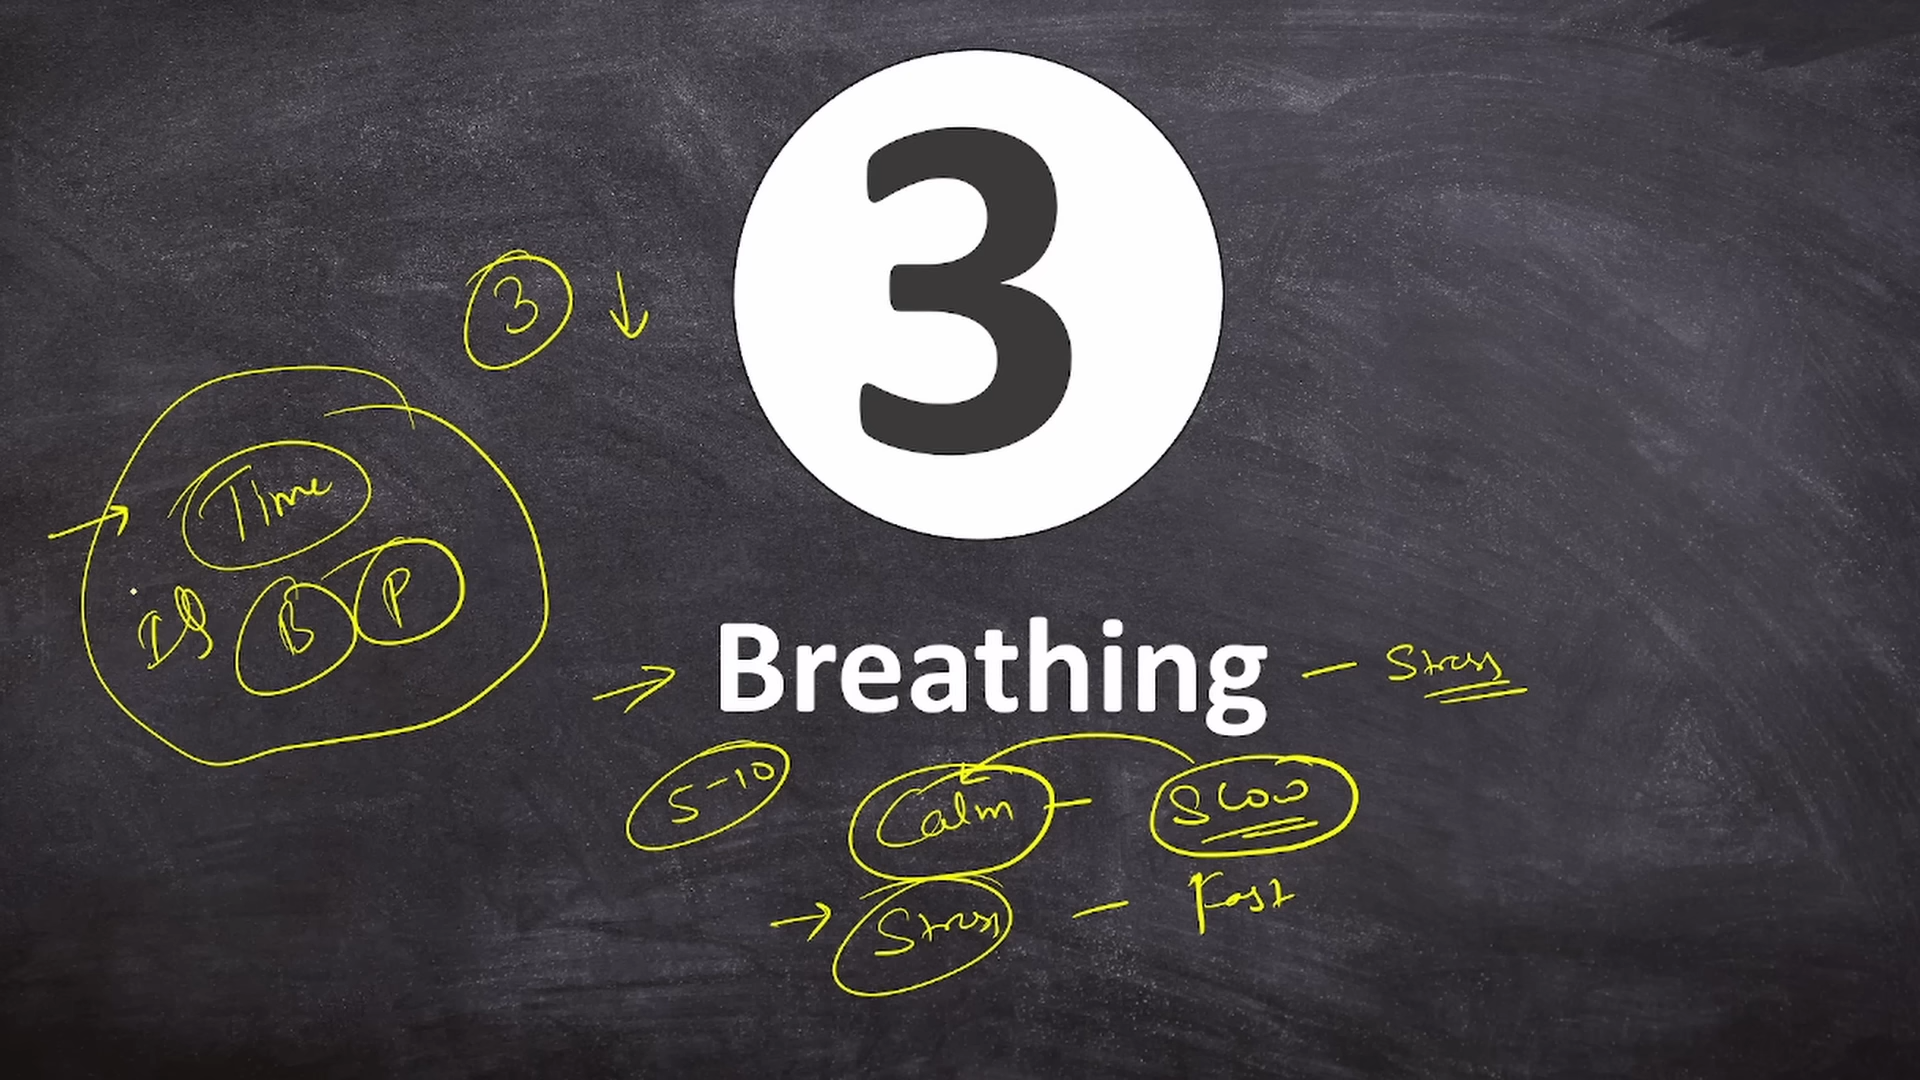 3
3
Time
B P
Breathing - Stress
5-10
Calm - Slow
Stress - Fast